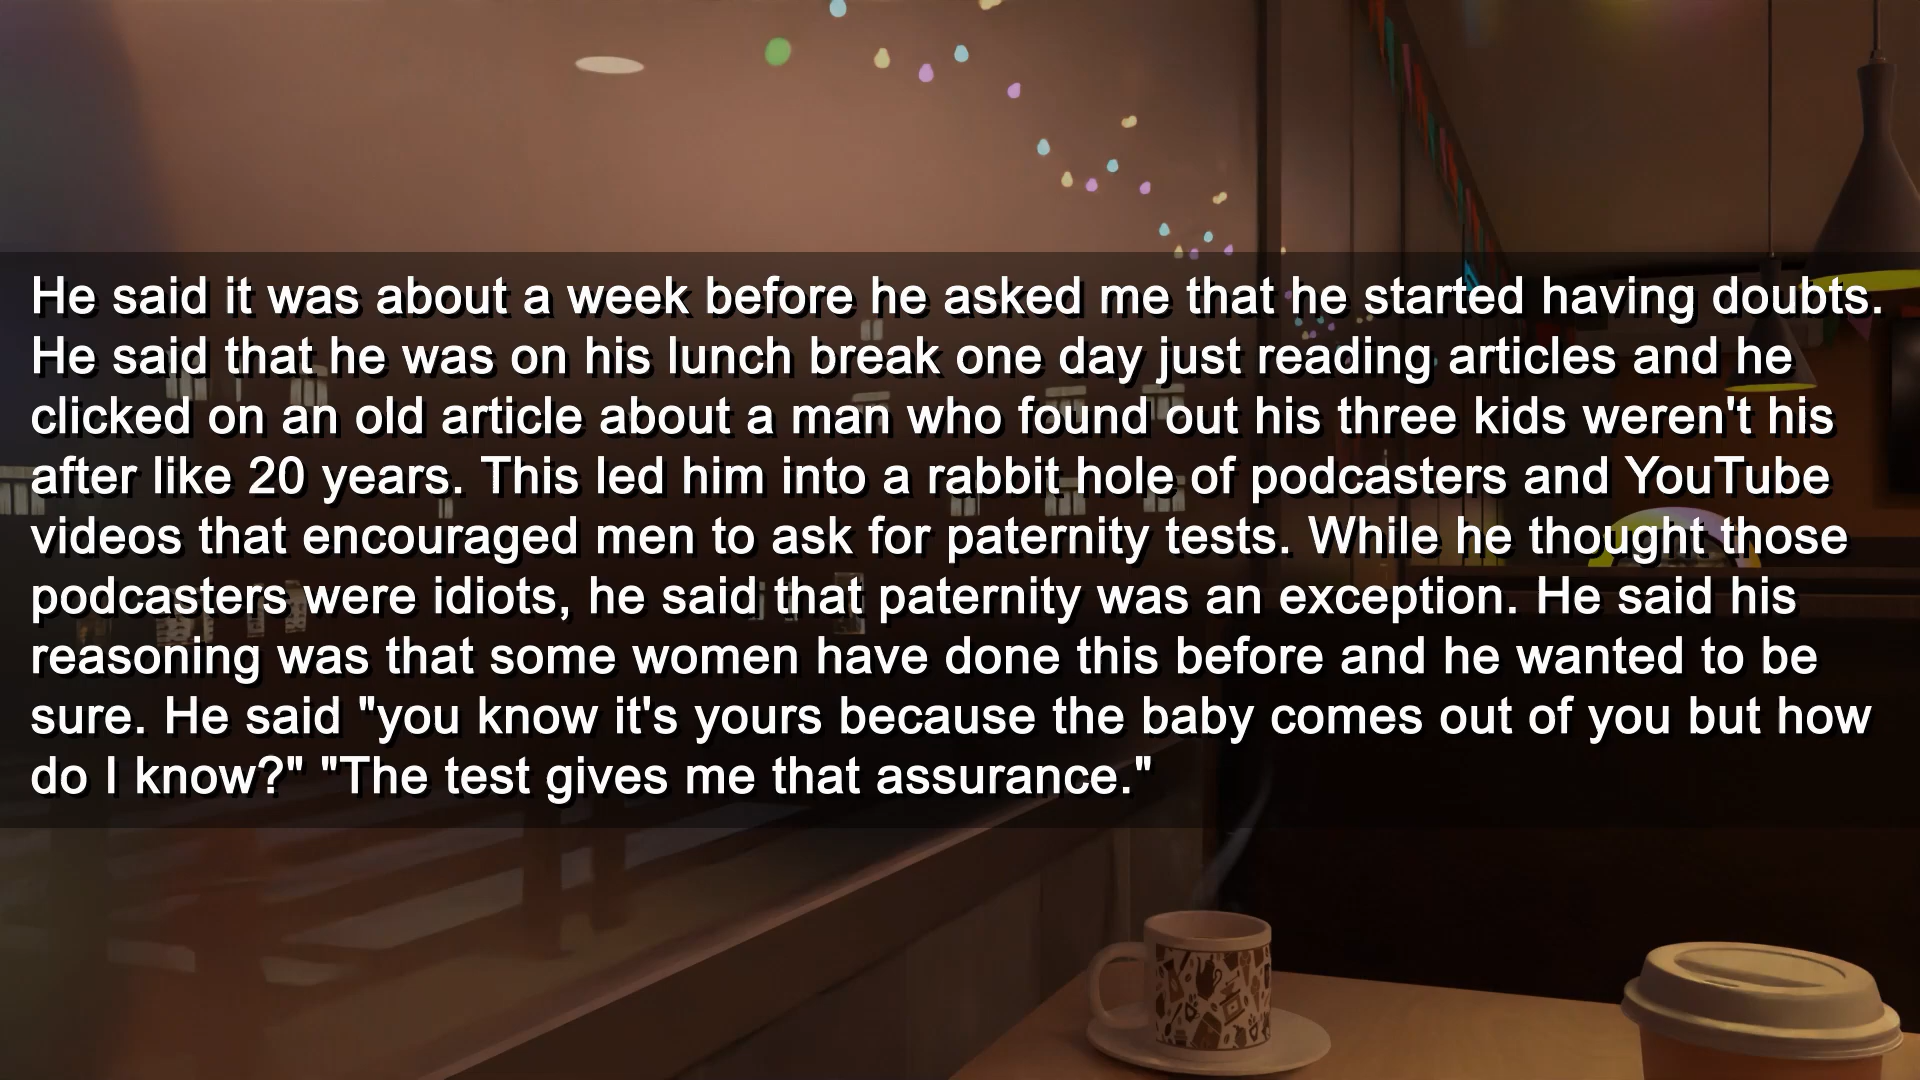 He said it was about a week before he asked me that he started having doubts.
He said that he was on his lunch break one day just reading articles and he
clicked on an old article about a man who found out his three kids weren't his
after like 20 years. This led him into a rabbit hole of podcasters and YouTube
videos that encouraged men to ask for paternity tests. While he thought those
podcasters were idiots, he said that paternity was an exception. He said his
reasoning was that some women have done this before and he wanted to be
sure. He said "you know it's yours because the baby comes out of you but how
do I know?" "The test gives me that assurance."